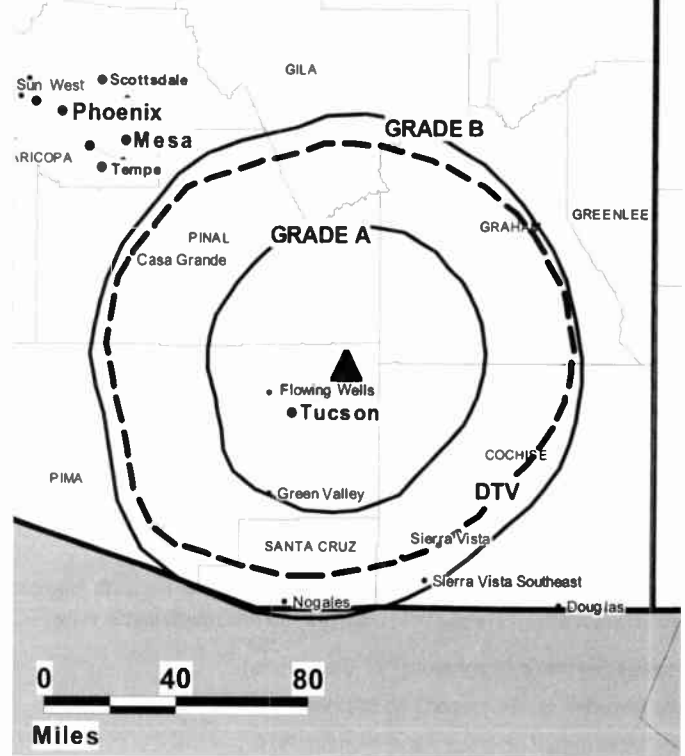 GILA
Scottsdale
Sun West
Phoenix
GRADE B
Mesa
ARICOPA
Tempe
GREENLEE
GRAHAM
PINAL
GRADE A
Casa Grande
Flowing Wells
Tucson
COCHISE
PIMA
Green Valley
DTV
Sierra Vista
SANTA CRUZ
Sierra Vista Southeast
Nogales
Douglas
0 40 80
Miles